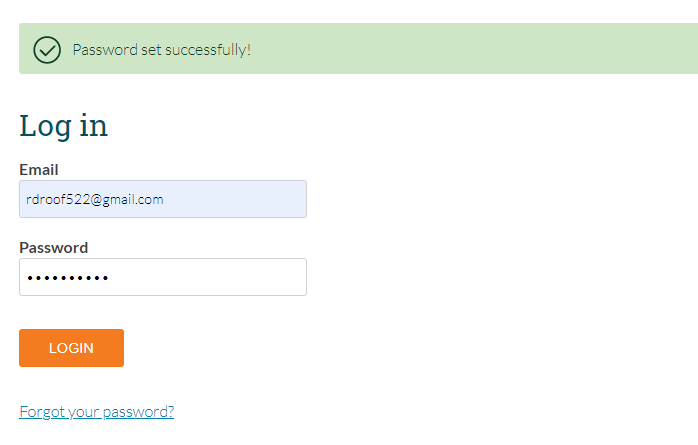 Password set successfully!
Log in
Email
rdroof522@gmail.com
Password
••••••••••
LOGIN
Forgot your password?